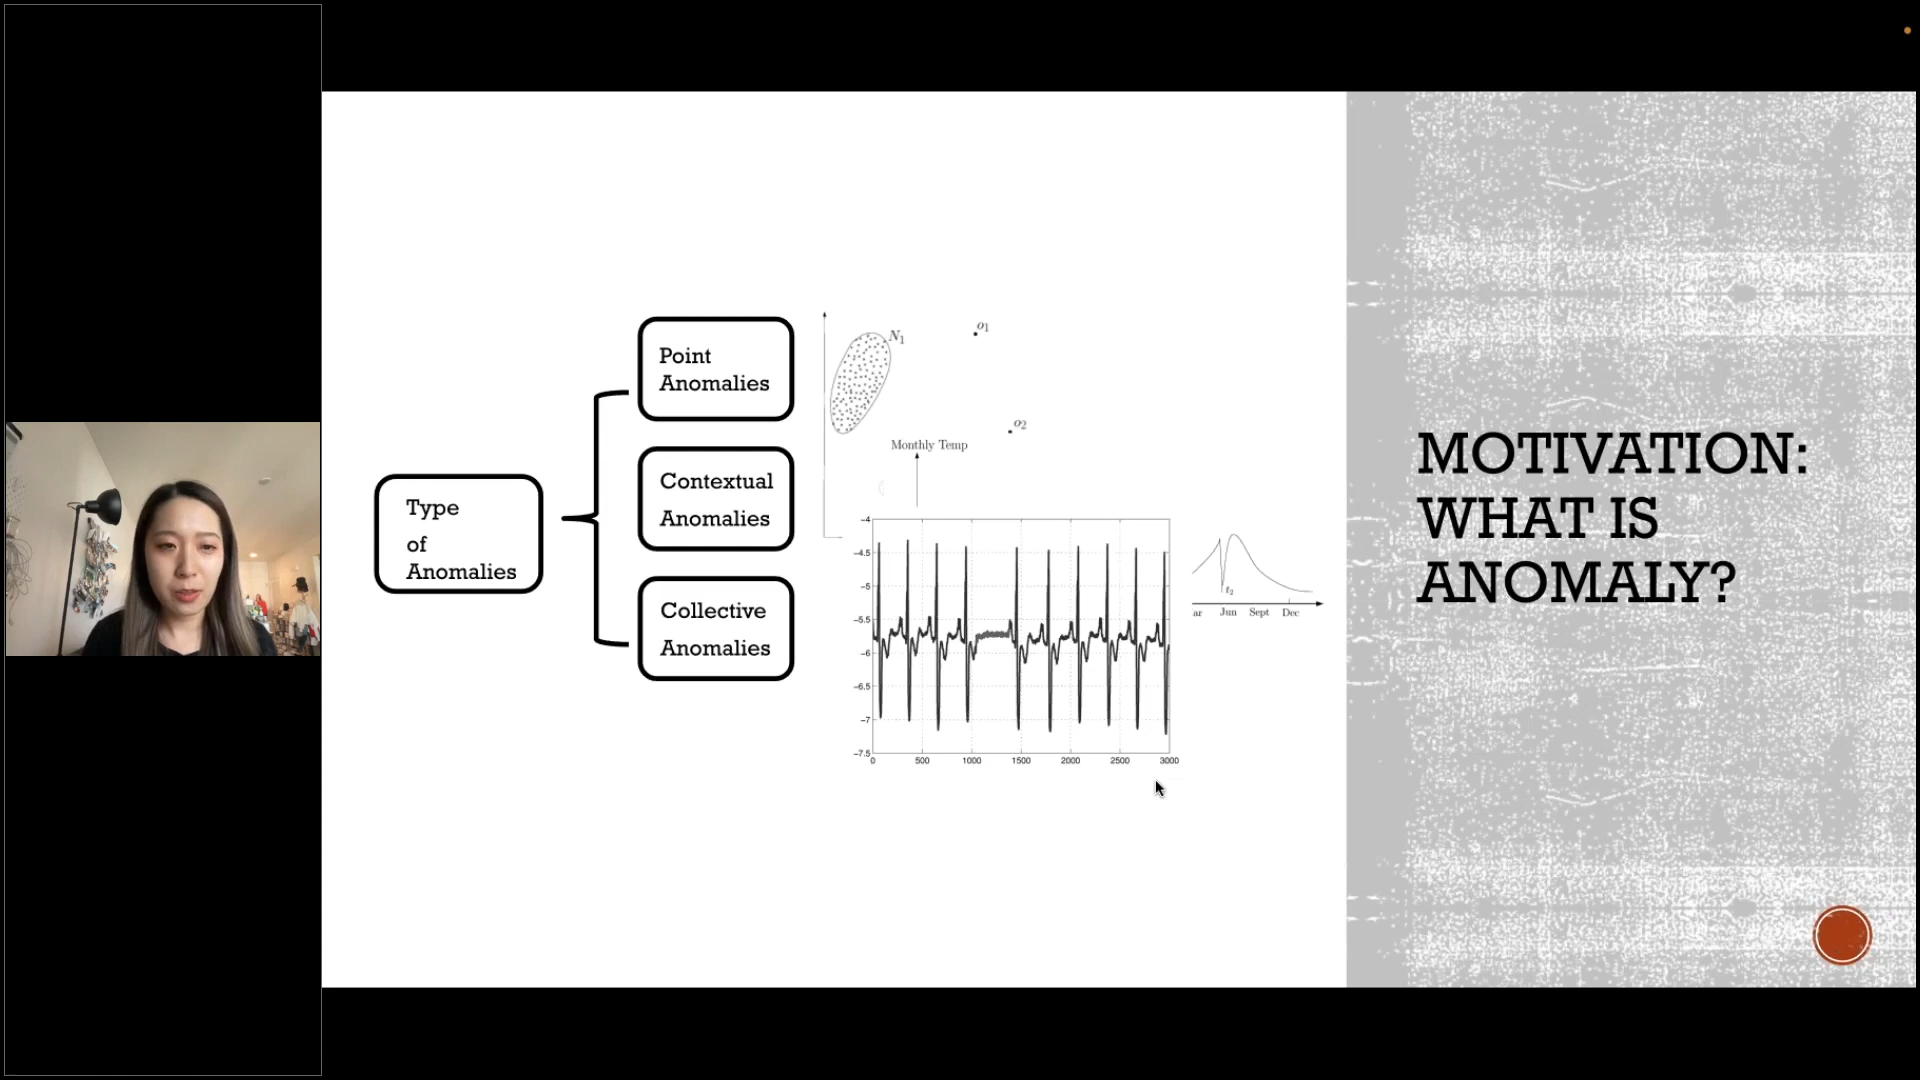 Type
of
Anomalies
Point
Anomalies
Contextual
Anomalies
Collective
Anomalies
N1
o1
o2
Monthly Temp
−4
−4.5
−5
−5.5
−6
−6.5
−7
−7.5
0 500 1000 1500 2000 2500 3000
t2
ar Jun Sept Dec
MOTIVATION:
WHAT IS
ANOMALY?